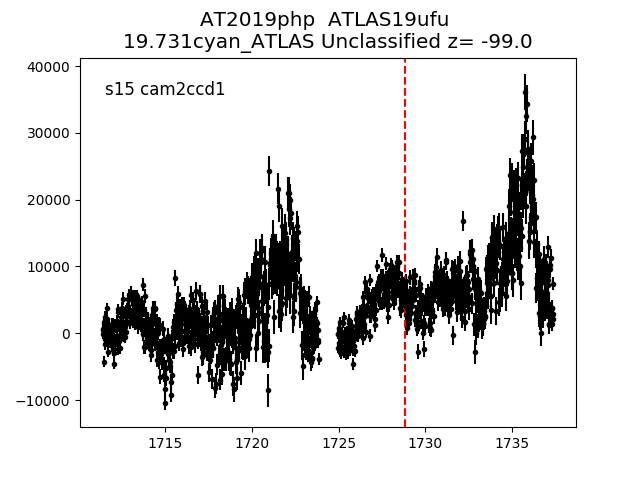 AT2019php  ATLAS19ufu
19.731cyan_ATLAS Unclassified z= -99.0
s15 cam2ccd1
40000
30000
20000
10000
0
−10000
1715 1720 1725 1730 1735